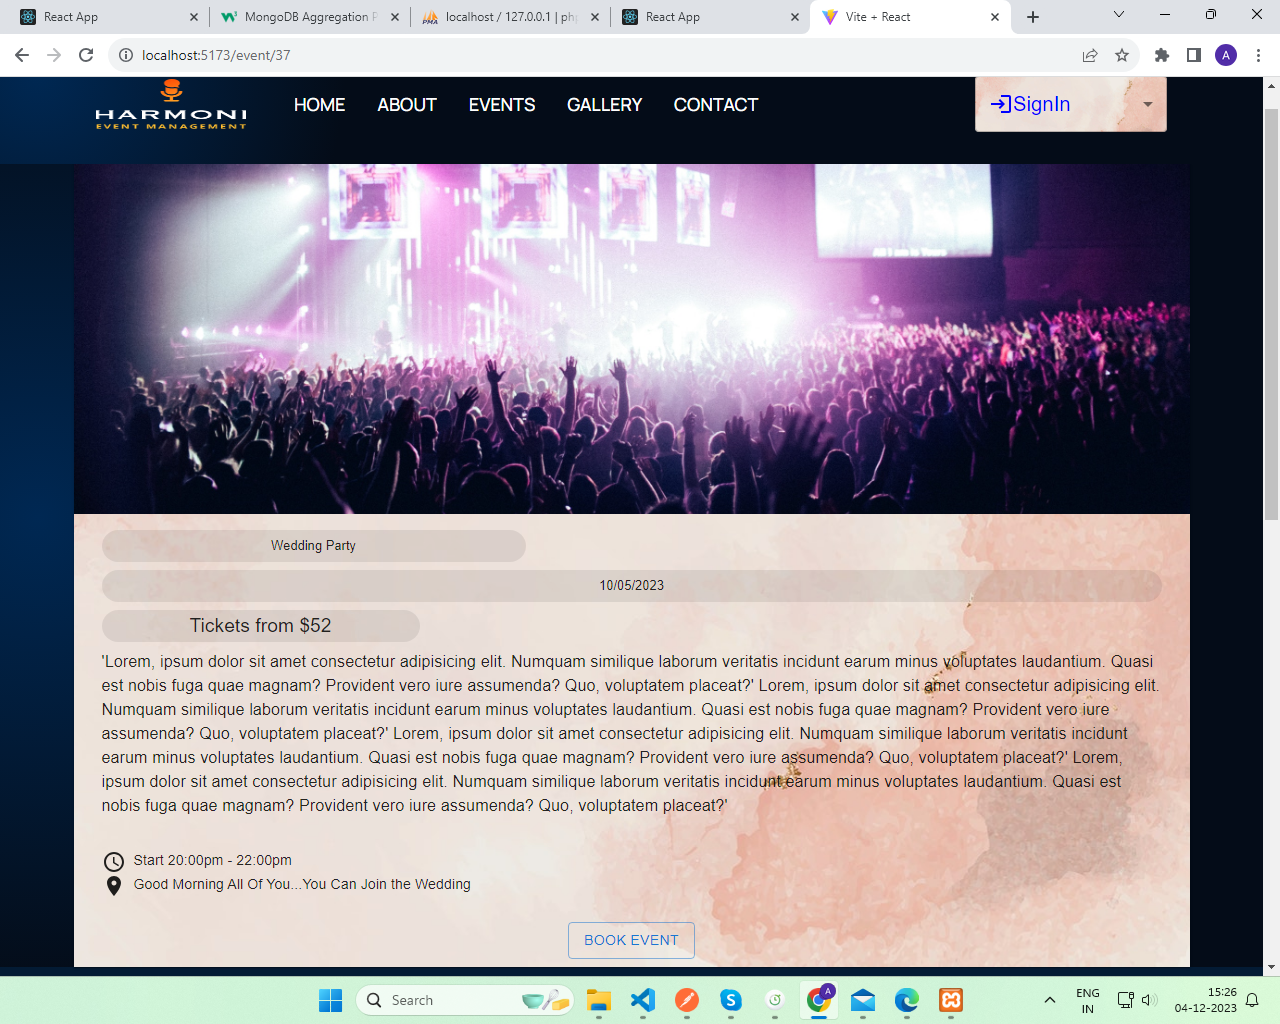 React App
MongoDB Aggregation P
localhost / 127.0.0.1 | php
React App
Vite + React
localhost:5173/event/37
A
HARMONI
EVENT MANAGEMENT
HOME
ABOUT
EVENTS
GALLERY
CONTACT
SignIn
All I am is Yours
Wedding Party
10/05/2023
Tickets from $52
'Lorem, ipsum dolor sit amet consectetur adipisicing elit. Numquam similique laborum veritatis incidunt earum minus voluptates laudantium. Quasi
est nobis fuga quae magnam? Provident vero iure assumenda? Quo, voluptatem placeat?' Lorem, ipsum dolor sit amet consectetur adipisicing elit.
Numquam similique laborum veritatis incidunt earum minus voluptates laudantium. Quasi est nobis fuga quae magnam? Provident vero iure
assumenda? Quo, voluptatem placeat?' Lorem, ipsum dolor sit amet consectetur adipisicing elit. Numquam similique laborum veritatis incidunt
earum minus voluptates laudantium. Quasi est nobis fuga quae magnam? Provident vero iure assumenda? Quo, voluptatem placeat?' Lorem,
ipsum dolor sit amet consectetur adipisicing elit. Numquam similique laborum veritatis incidunt earum minus voluptates laudantium. Quasi est
nobis fuga quae magnam? Provident vero iure assumenda? Quo, voluptatem placeat?'
Start 20:00pm - 22:00pm
Good Morning All Of You...You Can Join the Wedding
BOOK EVENT
Search
A
ENG
IN
15:26
04-12-2023